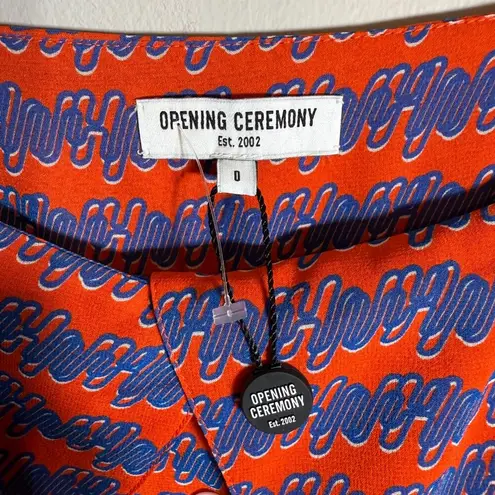 OPENING CEREMONY
Est. 2002
0
OPENING
CEREMONY
Est. 2002